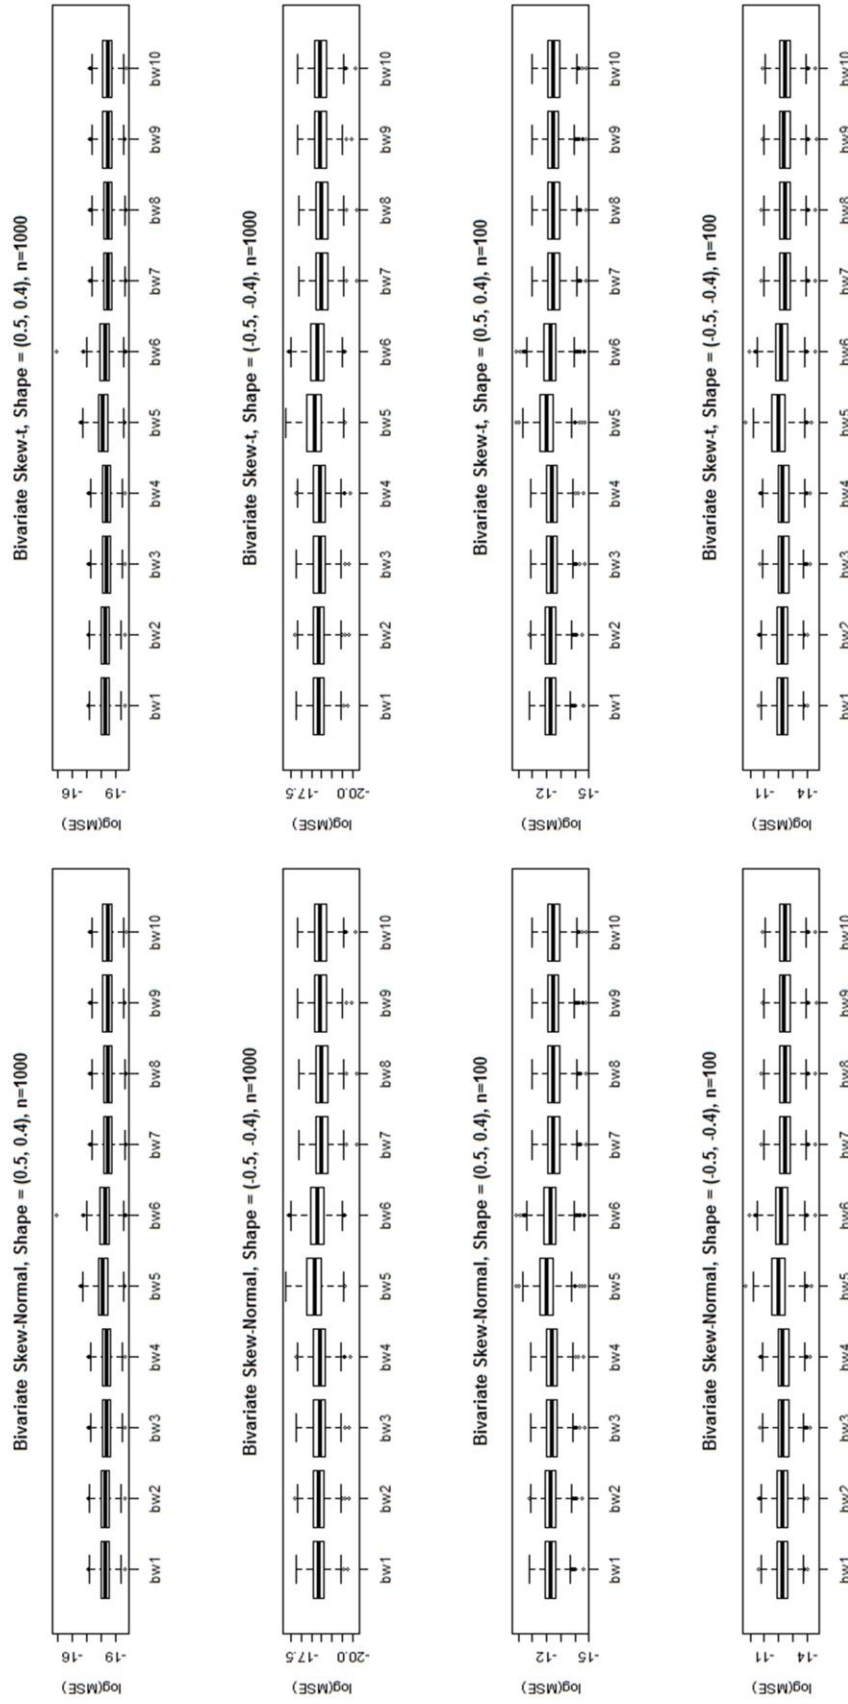 Bivariate Skew-Normal, Shape = (0.5, 0.4), n=1000
log(MSE)
-16
-19
bw1 bw2 bw3 bw4 bw5 bw6 bw7 bw8 bw9 bw10
Bivariate Skew-t, Shape = (0.5, 0.4), n=1000
log(MSE)
-16
-19
bw1 bw2 bw3 bw4 bw5 bw6 bw7 bw8 bw9 bw10
Bivariate Skew-Normal, Shape = (-0.5, -0.4), n=1000
log(MSE)
-17.5
-20.0
bw1 bw2 bw3 bw4 bw5 bw6 bw7 bw8 bw9 bw10
Bivariate Skew-t, Shape = (-0.5, -0.4), n=1000
log(MSE)
-17.5
-20.0
bw1 bw2 bw3 bw4 bw5 bw6 bw7 bw8 bw9 bw10
Bivariate Skew-Normal, Shape = (0.5, 0.4), n=100
log(MSE)
-12
-15
bw1 bw2 bw3 bw4 bw5 bw6 bw7 bw8 bw9 bw10
Bivariate Skew-t, Shape = (0.5, 0.4), n=100
log(MSE)
-12
-15
bw1 bw2 bw3 bw4 bw5 bw6 bw7 bw8 bw9 bw10
Bivariate Skew-Normal, Shape = (-0.5, -0.4), n=100
log(MSE)
-11
-14
bw1 bw2 bw3 bw4 bw5 bw6 bw7 bw8 bw9 bw10
Bivariate Skew-t, Shape = (-0.5, -0.4), n=100
log(MSE)
-11
-14
bw1 bw2 bw3 bw4 bw5 bw6 bw7 bw8 bw9 bw10